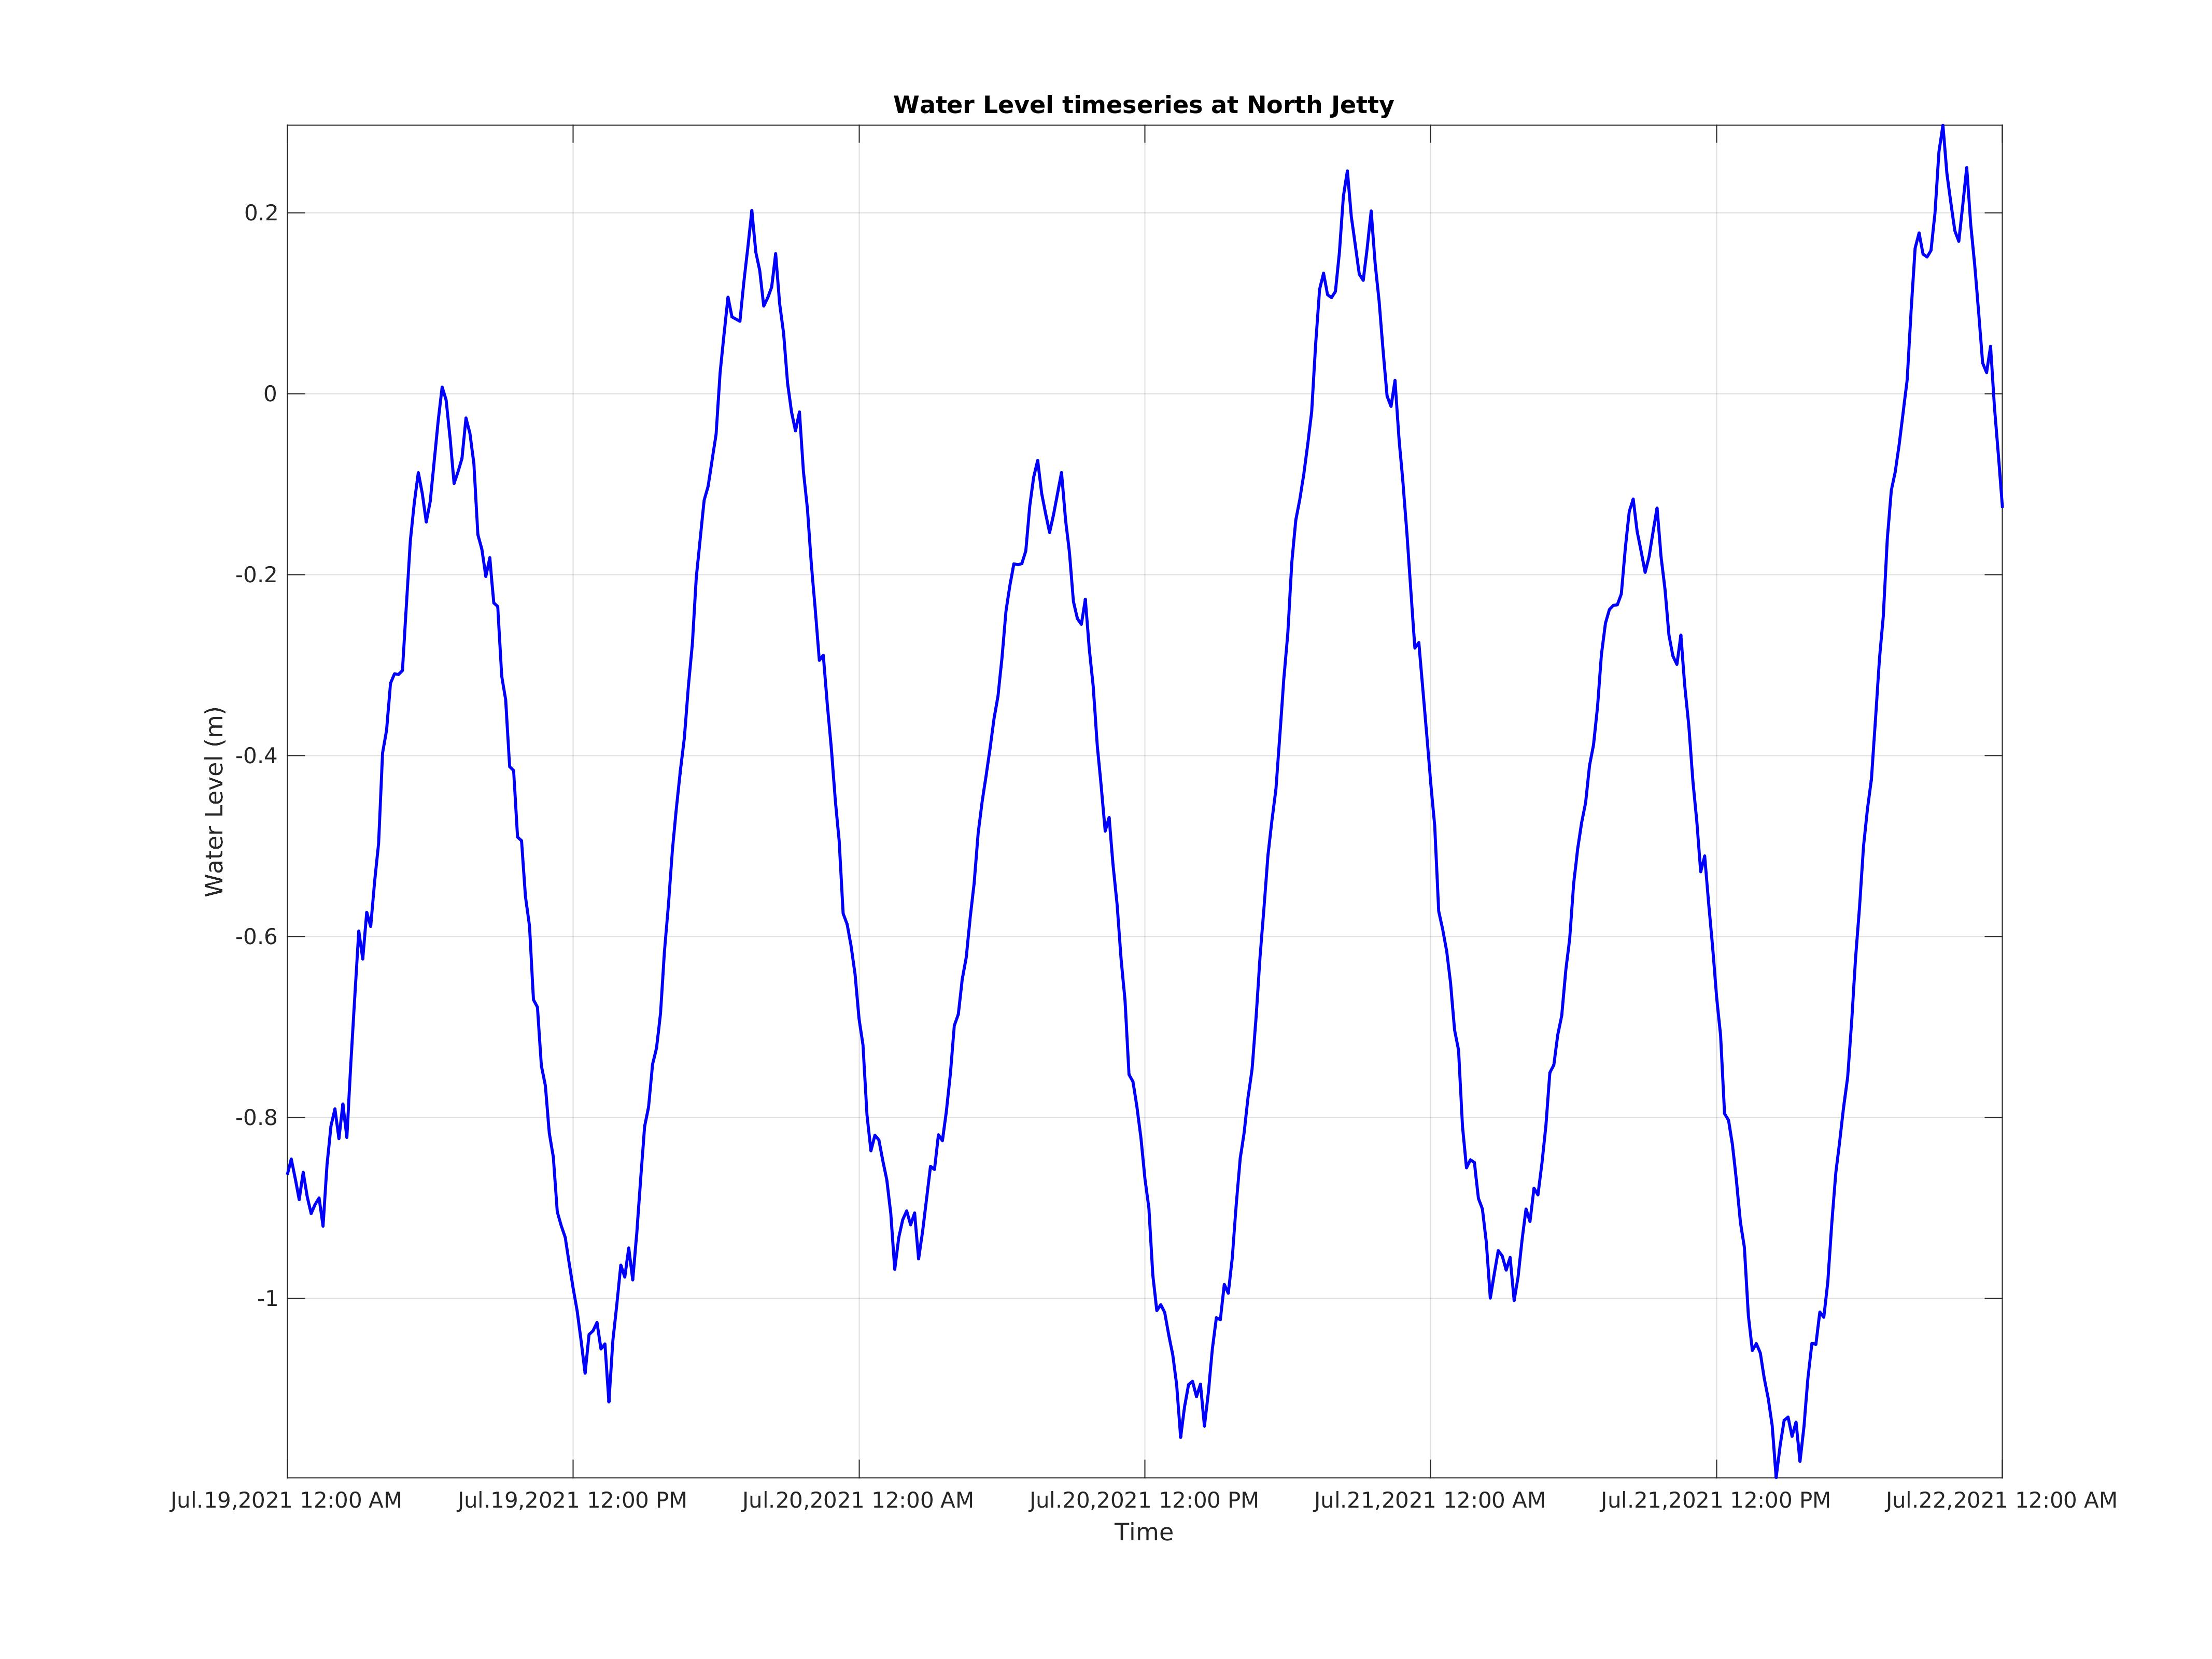 Water Level timeseries at North Jetty
Water Level (m)
0.2
0
-0.2
-0.4
-0.6
-0.8
-1
Jul.19,2021 12:00 AM Jul.19,2021 12:00 PM Jul.20,2021 12:00 AM Jul.20,2021 12:00 PM Jul.21,2021 12:00 AM Jul.21,2021 12:00 PM Jul.22,2021 12:00 AM
Time